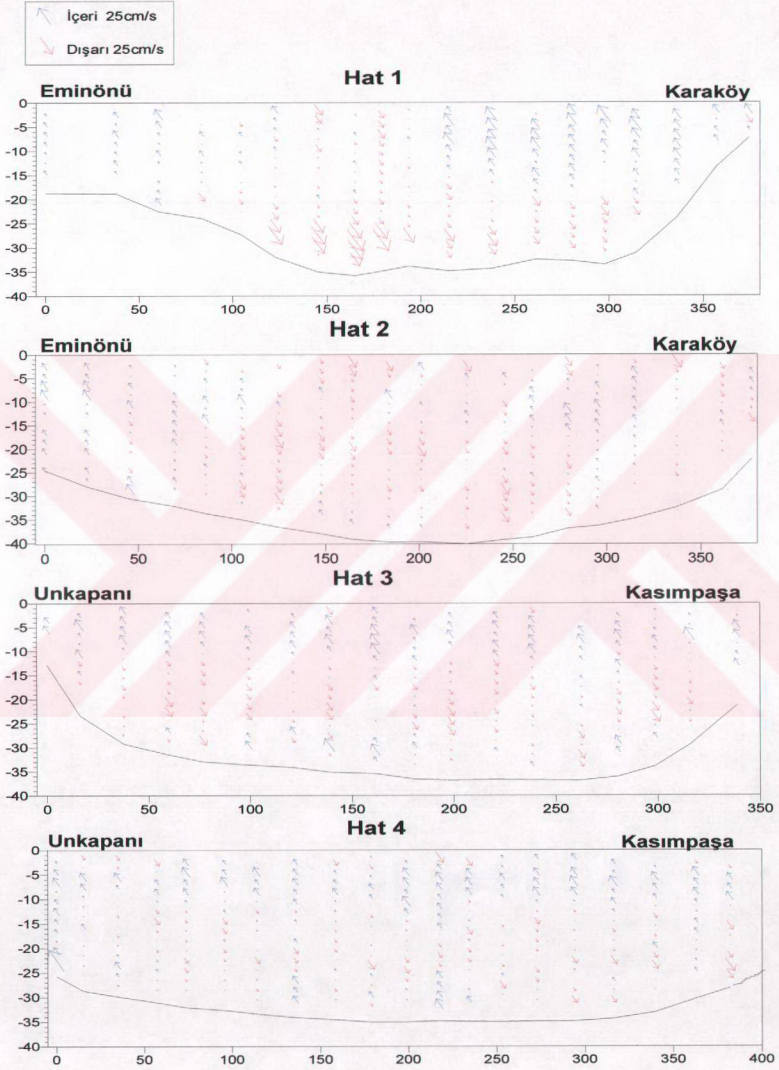 İçeri 25cm/s
Dışarı 25cm/s
Hat 1
Eminönü Karaköy
0
-5
-10
-15
-20
-25
-30
-35
-40
0 50 100 150 200 250 300 350
Hat 2
Eminönü Karaköy
0
-5
-10
-15
-20
-25
-30
-35
-40
0 50 100 150 200 250 300 350
Hat 3
Unkapanı Kasımpaşa
0
-5
-10
-15
-20
-25
-30
-35
-40
0 50 100 150 200 250 300 350
Hat 4
Unkapanı Kasımpaşa
0
-5
-10
-15
-20
-25
-30
-35
-40
0 50 100 150 200 250 300 350 400